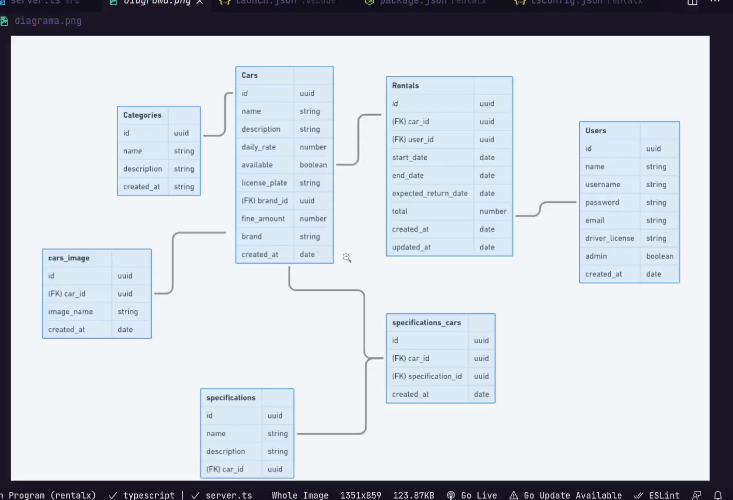 server.ts src
diagrama.png
launch.json .vscode
package.json rentalx
tsconfig.json rentalx
diagrama.png
Cars
id uuid
name string
description string
daily_rate number
available boolean
license_plate string
(FK) brand_id uuid
fine_amount number
brand string
created_at date
Rentals
id uuid
(FK) car_id uuid
(FK) user_id uuid
start_date date
end_date date
expected_return_date date
total number
created_at date
updated_at date
Categories
id uuid
name string
description string
created_at string
Users
id uuid
name string
username string
password string
email string
driver_license string
admin boolean
created_at date
cars_image
id uuid
(FK) car_id uuid
image_name string
created_at date
specifications_cars
id uuid
(FK) car_id uuid
(FK) specification_id uuid
created_at date
specifications
id uuid
name string
description string
(FK) car_id uuid
n Program (rentalx) typescript | server.ts Whole Image 1351x859 123.87KB Go Live Go Update Available ESLint